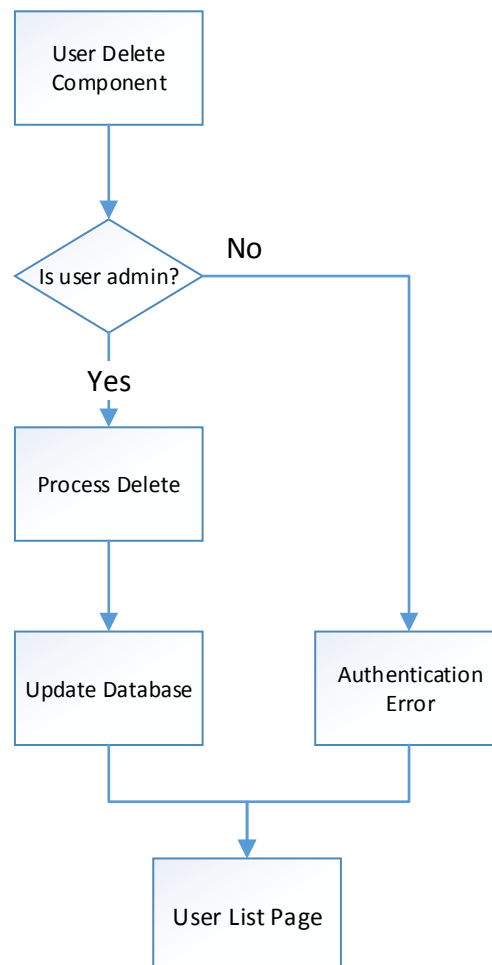 User Delete
Component
Is user admin?
No
Yes
Process Delete
Update Database
Authentication
Error
User List Page